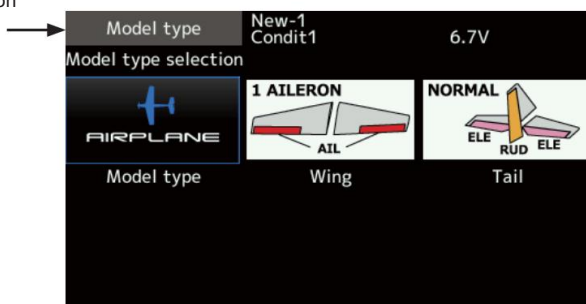 on
Model type
New-1
Condit1
6.7V
Model type selection
AIRPLANE
1 AILERON
AIL
NORMAL
ELE
RUD
ELE
Model type
Wing
Tail